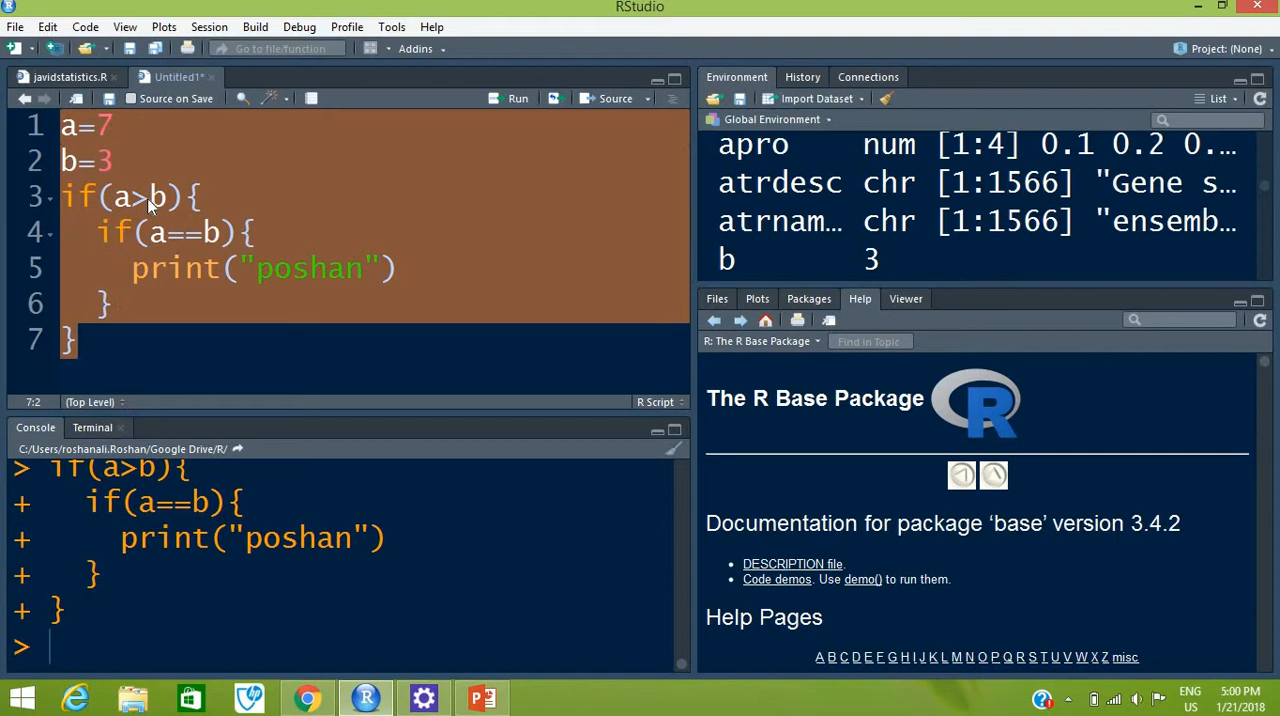 RStudio
File Edit Code View Plots Session Build Debug Profile Tools Help
Go to file/function Addins Project: (None)
javidstatistics.R Untitled1*
Source on Save Run Source
1 a=7
2 b=3
3 if(a>b){
4 if(a==b){
5 print("poshan")
6 }
7 }
7:2 (Top Level) R Script
Console Terminal
C:/Users/roshanali.Roshan/Google Drive/R/
> if(a>b){
+ if(a==b){
+ print("poshan")
+ }
+ }
>
Environment History Connections
Import Dataset List
Global Environment
apro num [1:4] 0.1 0.2 0.…
atrdesc chr [1:1566] "Gene s…
atrnam… chr [1:1566] "ensemb…
b 3
Files Plots Packages Help Viewer
R: The R Base Package Find in Topic
The R Base Package R
Documentation for package ‘base’ version 3.4.2
• DESCRIPTION file.
• Code demos. Use demo() to run them.
Help Pages
A B C D E F G H I J K L M N O P Q R S T U V W X Z misc
ENG 5:00 PM
US 1/21/2018